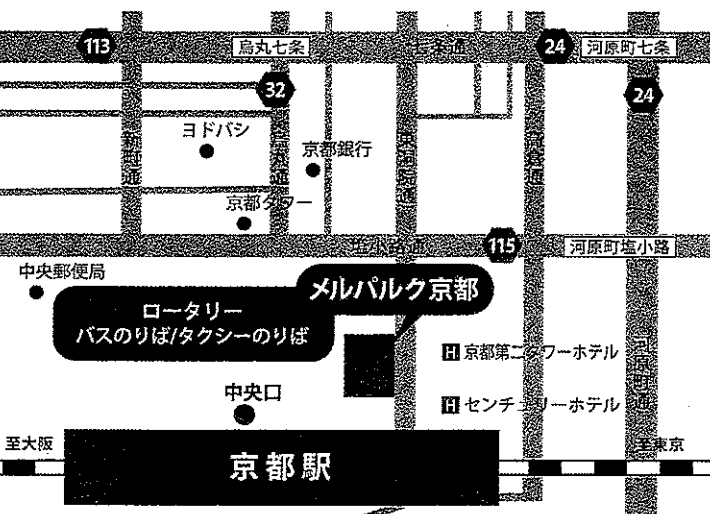 113
烏丸七条
七条通
24
河原町七条
32
24
ヨドバシ
京都銀行
新町通
烏丸通
東洞院通
高倉通
京都タワー
塩小路通
115
河原町塩小路
中央郵便局
メルパルク京都
ロータリー
バスのりば/タクシーのりば
H 京都第二タワーホテル
河原町通
中央口
H センチュリーホテル
至大阪
至東京
京都駅